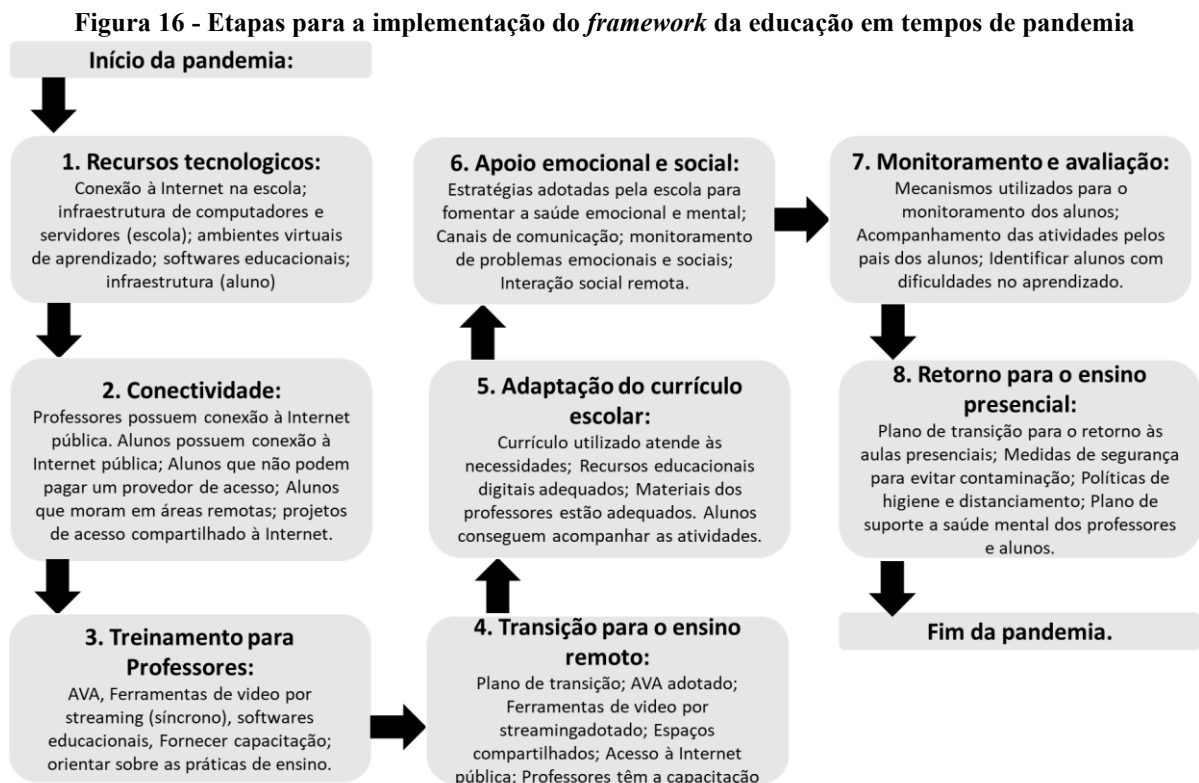 Figura 16 - Etapas para a implementação do framework da educação em tempos de pandemia
Início da pandemia:
1. Recursos tecnologicos:
Conexão à Internet na escola;
infraestrutura de computadores e
servidores (escola); ambientes virtuais
de aprendizado; softwares educacionais;
infraestrutura (aluno)
2. Conectividade:
Professores possuem conexão à Internet
pública. Alunos possuem conexão à
Internet pública; Alunos que não podem
pagar um provedor de acesso; Alunos
que moram em áreas remotas; projetos
de acesso compartilhado à Internet.
3. Treinamento para
Professores:
AVA, Ferramentas de video por
streaming (síncrono), softwares
educacionais, Fornecer capacitação;
orientar sobre as práticas de ensino.
4. Transição para o ensino
remoto:
Plano de transição; AVA adotado;
Ferramentas de video por
streamingadotado; Espaços
compartilhados; Acesso à Internet
pública; Professores têm a capacitação
5. Adaptação do currículo
escolar:
Currículo utilizado atende às
necessidades; Recursos educacionais
digitais adequados; Materiais dos
professores estão adequados. Alunos
conseguem acompanhar as atividades.
6. Apoio emocional e social:
Estratégias adotadas pela escola para
fomentar a saúde emocional e mental;
Canais de comunicação; monitoramento
de problemas emocionais e sociais;
Interação social remota.
7. Monitoramento e avaliação:
Mecanismos utilizados para o
monitoramento dos alunos;
Acompanhamento das atividades pelos
pais dos alunos; Identificar alunos com
dificuldades no aprendizado.
8. Retorno para o ensino
presencial:
Plano de transição para o retorno às
aulas presenciais; Medidas de segurança
para evitar contaminação; Políticas de
higiene e distanciamento; Plano de
suporte a saúde mental dos professores
e alunos.
Fim da pandemia.